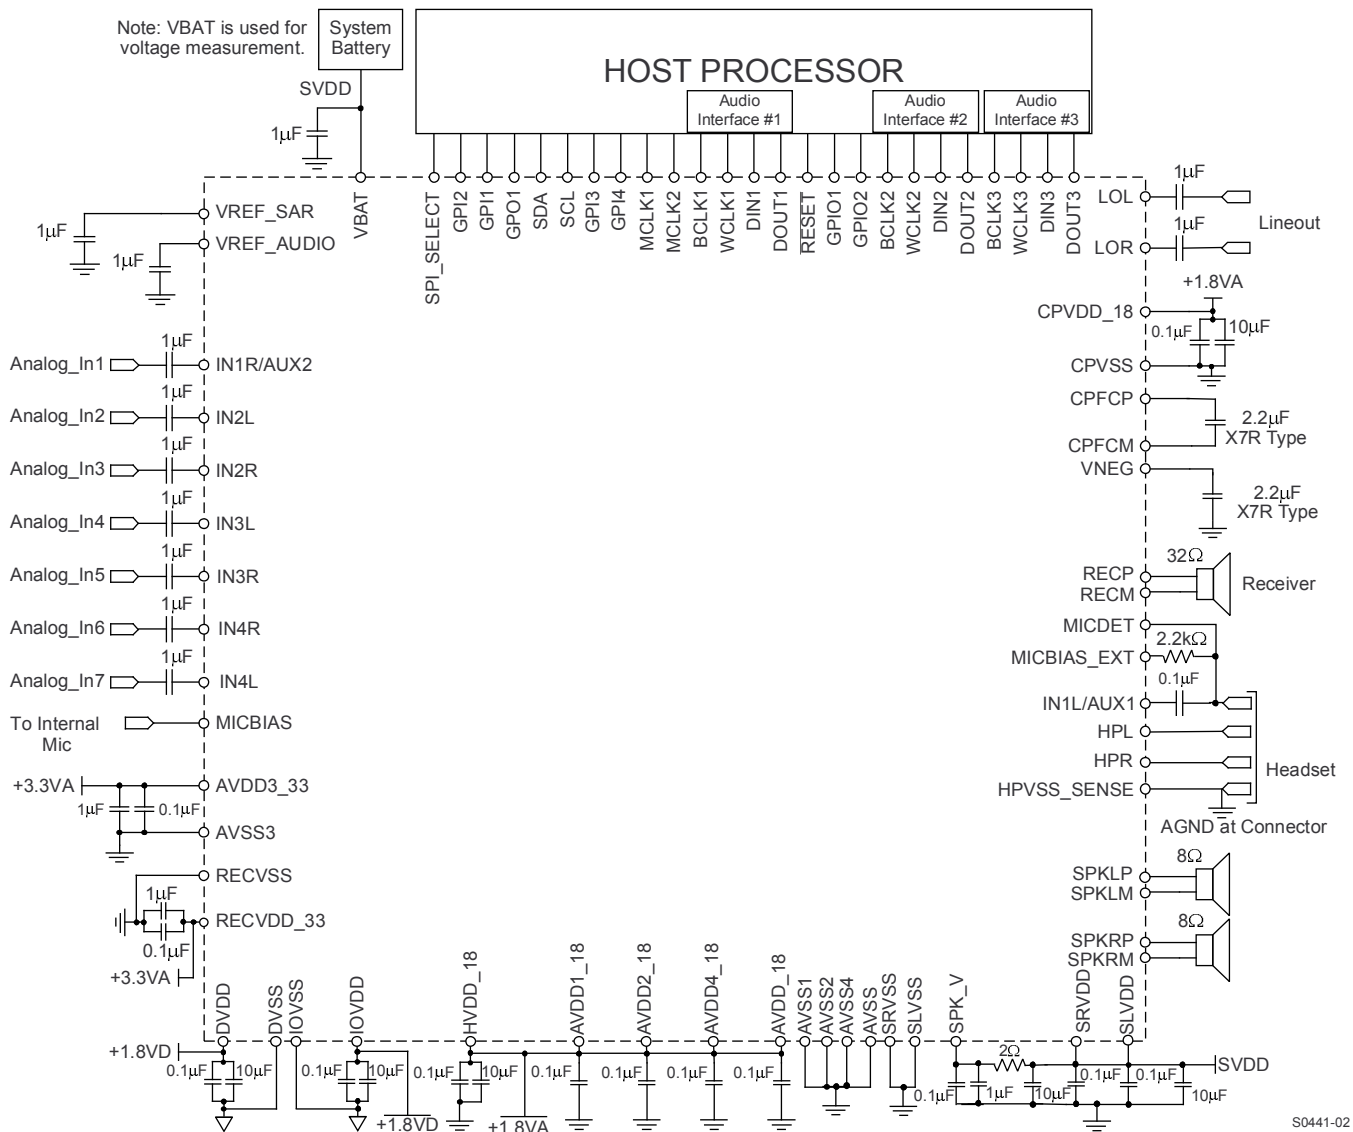 Note: VBAT is used for
voltage measurement.
System
Battery
HOST PROCESSOR
Audio
Interface #1
Audio
Interface #2
Audio
Interface #3
SVDD
1μF
VBAT
SPI_SELECT
GPI2
GPI1
GPO1
SDA
SCL
GPI3
GPI4
MCLK1
MCLK2
BCLK1
WCLK1
DIN1
DOUT1
RESET
GPIO1
GPIO2
BCLK2
WCLK2
DIN2
DOUT2
BCLK3
WCLK3
DIN3
DOUT3
1μF
VREF_SAR
1μF
VREF_AUDIO
1μF
Analog_In1
IN1R/AUX2
1μF
Analog_In2
IN2L
1μF
Analog_In3
IN2R
1μF
Analog_In4
IN3L
1μF
Analog_In5
IN3R
1μF
Analog_In6
IN4R
1μF
Analog_In7
IN4L
To Internal
Mic
MICBIAS
+3.3VA
AVDD3_33
1μF
0.1μF
AVSS3
RECVSS
1μF
RECVDD_33
0.1μF
+3.3VA
LOL
1μF
Lineout
LOR
1μF
+1.8VA
CPVDD_18
0.1μF
10μF
CPVSS
CPFCP
2.2μF
X7R Type
CPFCM
VNEG
2.2μF
X7R Type
32Ω
RECP
RECM
Receiver
MICDET
2.2kΩ
MICBIAS_EXT
0.1μF
IN1L/AUX1
HPL
HPR
Headset
HPVSS_SENSE
AGND at Connector
8Ω
SPKLP
SPKLM
8Ω
SPKRP
SPKRM
DVDD
DVSS
IOVSS
IOVDD
HVDD_18
AVDD1_18
AVDD2_18
AVDD4_18
AVDD_18
AVSS1
AVSS2
AVSS4
AVSS
SRVSS
SLVSS
SPK_V
SRVDD
SLVDD
+1.8VD
0.1μF
10μF
0.1μF
10μF
+1.8VD
0.1μF
10μF
+1.8VA
0.1μF
0.1μF
0.1μF
0.1μF
2Ω
0.1μF
1μF
10μF
0.1μF
0.1μF
10μF
SVDD
S0441-02